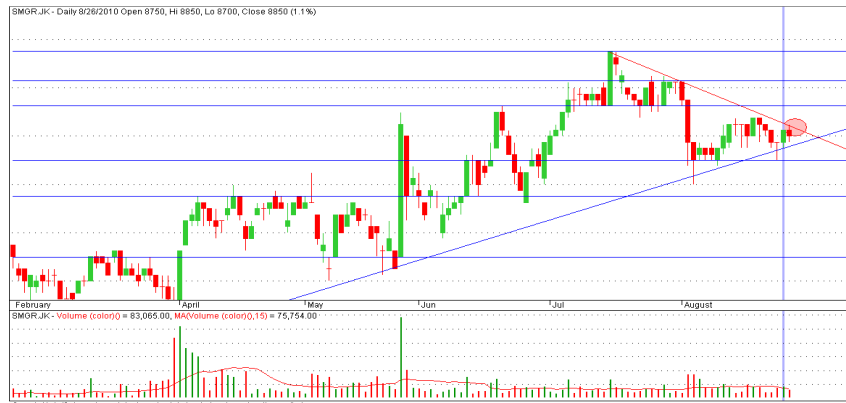 SMGR.JK - Daily 8/26/2010 Open 8750, Hi 8850, Lo 8700, Close 8850 (1.1%)
February April May Jun Jul August
SMGR.JK - Volume (color)() = 83,065.00, MA(Volume (color)(),15) = 75,754.00